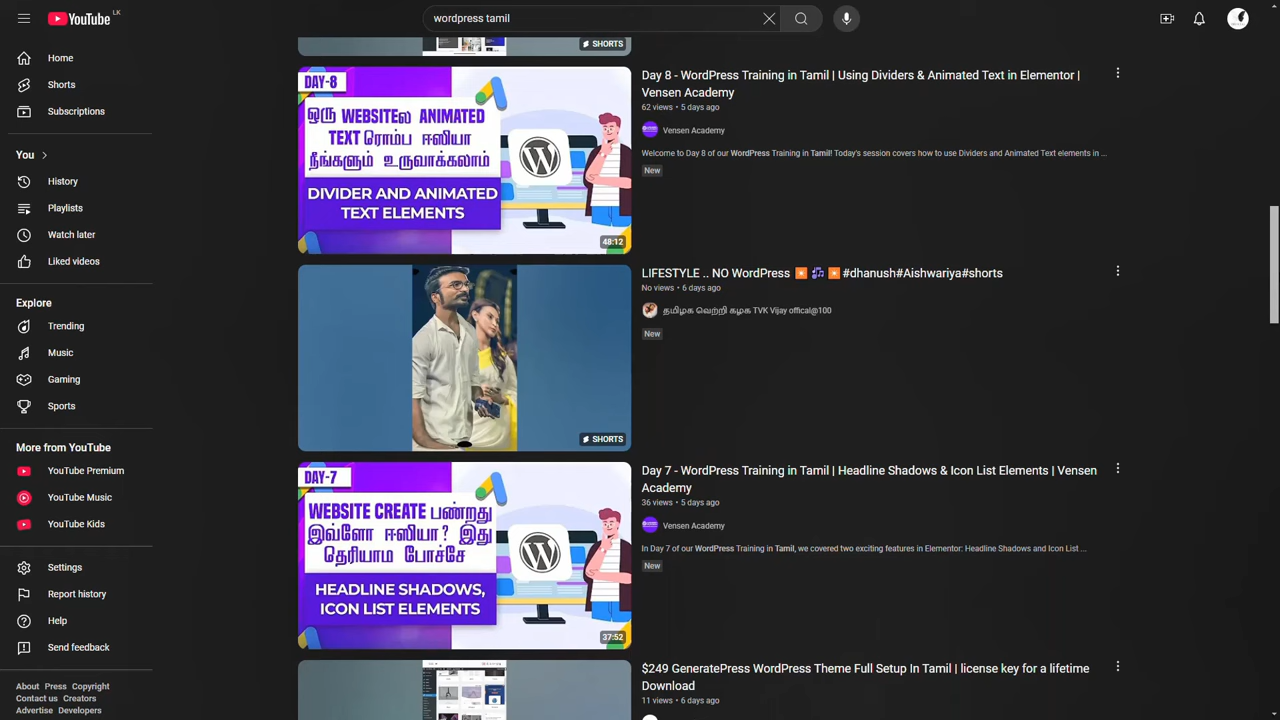 YouTube LK
wordpress tamil
Home
Shorts
Subscriptions
You
History
Playlists
Watch later
Liked videos
Explore
Trending
Music
Gaming
Sports
More from YouTube
YouTube Premium
YouTube Music
YouTube Kids
Settings
Report history
Help
Send feedback
About Press Copyright
Contact us Creators
Advertise Developers
SHORTS
DAY-8
ஒரு WEBSITEல ANIMATED
TEXT ரொம்ப ஈஸியா
நீங்களும் உருவாக்கலாம்
DIVIDER AND ANIMATED
TEXT ELEMENTS
48:12
Day 8 - WordPress Training in Tamil | Using Dividers & Animated Text in Elementor |
Vensen Academy
62 views • 5 days ago
Vensen Academy
Welcome to Day 8 of our WordPress Training in Tamil! Today's session covers how to use Dividers and Animated Text elements in ...
New
SHORTS
LIFESTYLE .. NO WordPress 💥 🎶 💥 #dhanush#Aishwariya#shorts
No views • 6 days ago
தமிழக வெற்றி கழக TVK Vijay offical@100
New
DAY-7
WEBSITE CREATE பண்றது
இவ்ளோ ஈஸியா? இது
தெரியாம போச்சே
HEADLINE SHADOWS,
ICON LIST ELEMENTS
37:52
Day 7 - WordPress Training in Tamil | Headline Shadows & Icon List Elements | Vensen
Academy
36 views • 5 days ago
Vensen Academy
In Day 7 of our WordPress Training in Tamil, we covered two exciting features in Elementor: Headline Shadows and Icon List ...
New
$249 GeneratePress WordPress Theme Full Setup In Tamil | license key for a lifetime
Download
11 views • 6 days ago